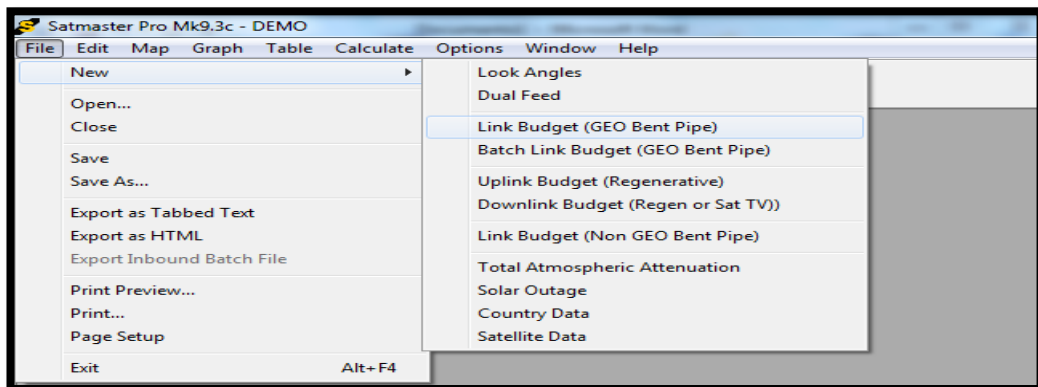 Satmaster Pro Mk9.3c - DEMO
File Edit Map Graph Table Calculate Options Window Help
New
Open...
Close
Save
Save As...
Export as Tabbed Text
Export as HTML
Export Inbound Batch File
Print Preview...
Print...
Page Setup
Exit Alt+F4
Look Angles
Dual Feed
Link Budget (GEO Bent Pipe)
Batch Link Budget (GEO Bent Pipe)
Uplink Budget (Regenerative)
Downlink Budget (Regen or Sat TV))
Link Budget (Non GEO Bent Pipe)
Total Atmospheric Attenuation
Solar Outage
Country Data
Satellite Data